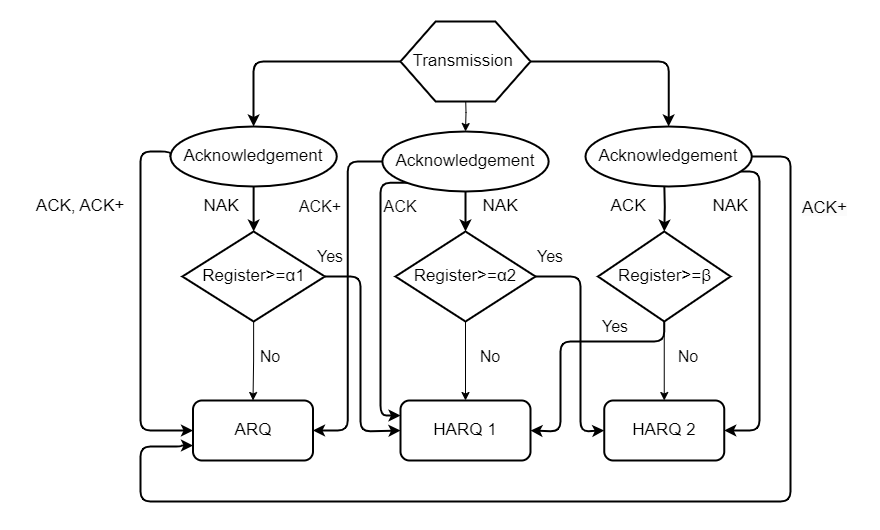 Transmission
Acknowledgement
Acknowledgement
Acknowledgement
ACK, ACK+
NAK
ACK+
ACK
NAK
ACK
NAK
ACK+
Register>=α1
Yes
Register>=α2
Yes
Register>=β
Yes
No
No
No
ARQ
HARQ 1
HARQ 2